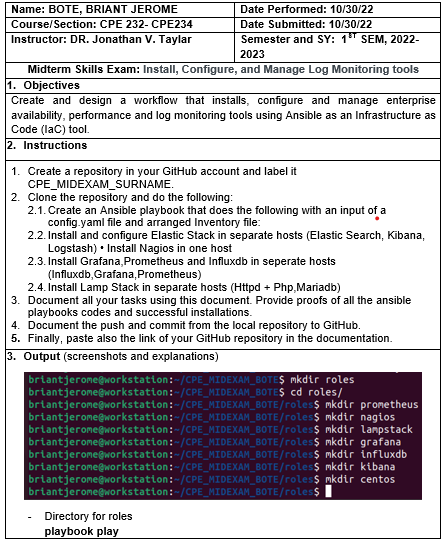 Name: BOTE, BRIANT JEROME
Date Performed: 10/30/22
Course/Section: CPE 232- CPE234
Date Submitted: 10/30/22
Instructor: DR. Jonathan V. Taylar
Semester and SY: 1ST SEM, 2022-
2023
Midterm Skills Exam: Install, Configure, and Manage Log Monitoring tools
1. Objectives
Create and design a workflow that installs, configure and manage enterprise
availability, performance and log monitoring tools using Ansible as an Infrastructure as
Code (IaC) tool.
2. Instructions
1. Create a repository in your GitHub account and label it
CPE_MIDEXAM_SURNAME.
2. Clone the repository and do the following:
2.1. Create an Ansible playbook that does the following with an input of a
config.yaml file and arranged Inventory file:
2.2. Install and configure Elastic Stack in separate hosts (Elastic Search, Kibana,
Logstash) • Install Nagios in one host
2.3. Install Grafana,Prometheus and Influxdb in seperate hosts
(Influxdb,Grafana,Prometheus)
2.4. Install Lamp Stack in separate hosts (Httpd + Php,Mariadb)
3. Document all your tasks using this document. Provide proofs of all the ansible
playbooks codes and successful installations.
4. Document the push and commit from the local repository to GitHub.
5. Finally, paste also the link of your GitHub repository in the documentation.
3. Output (screenshots and explanations)
briantjerome@workstation:~/CPE_MIDEXAM_BOTE$ mkdir roles
briantjerome@workstation:~/CPE_MIDEXAM_BOTE$ cd roles/
briantjerome@workstation:~/CPE_MIDEXAM_BOTE/roles$ mkdir prometheus
briantjerome@workstation:~/CPE_MIDEXAM_BOTE/roles$ mkdir nagios
briantjerome@workstation:~/CPE_MIDEXAM_BOTE/roles$ mkdir lampstack
briantjerome@workstation:~/CPE_MIDEXAM_BOTE/roles$ mkdir grafana
briantjerome@workstation:~/CPE_MIDEXAM_BOTE/roles$ mkdir influxdb
briantjerome@workstation:~/CPE_MIDEXAM_BOTE/roles$ mkdir kibana
briantjerome@workstation:~/CPE_MIDEXAM_BOTE/roles$ mkdir centos
briantjerome@workstation:~/CPE_MIDEXAM_BOTE/roles$
- Directory for roles
playbook play